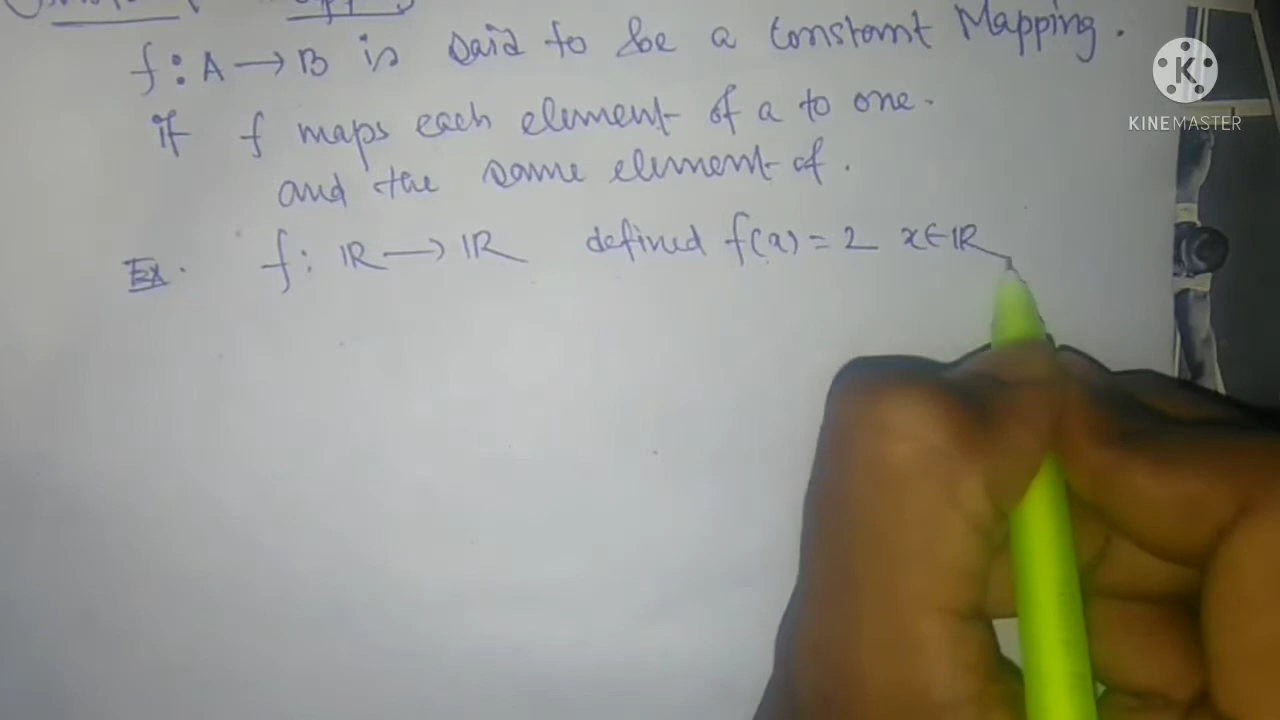 f : A → B is said to be a Constant Mapping.
if f maps each element of a to one.
and the same element of.
Ex. f : ℝ → ℝ defined f(x) = 2 x ∈ ℝ
K
KINEMASTER